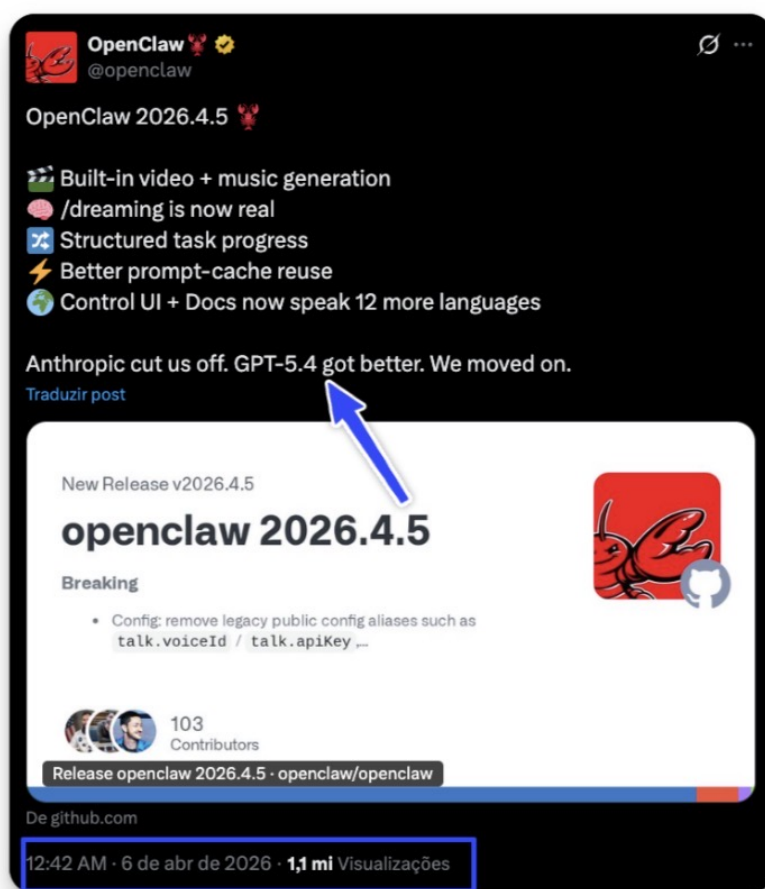 OpenClaw🦞
@openclaw
OpenClaw 2026.4.5 🦞
🎬 Built-in video + music generation
🧠 /dreaming is now real
🔀 Structured task progress
⚡ Better prompt-cache reuse
🌍 Control UI + Docs now speak 12 more languages
Anthropic cut us off. GPT-5.4 got better. We moved on.
Traduzir post
New Release v2026.4.5
openclaw 2026.4.5
Breaking
• Config: remove legacy public config aliases such as
talk.voiceId / talk.apiKey,…
103
Contributors
Release openclaw 2026.4.5 · openclaw/openclaw
De github.com
12:42 AM · 6 de abr de 2026 · 1,1 mi Visualizações